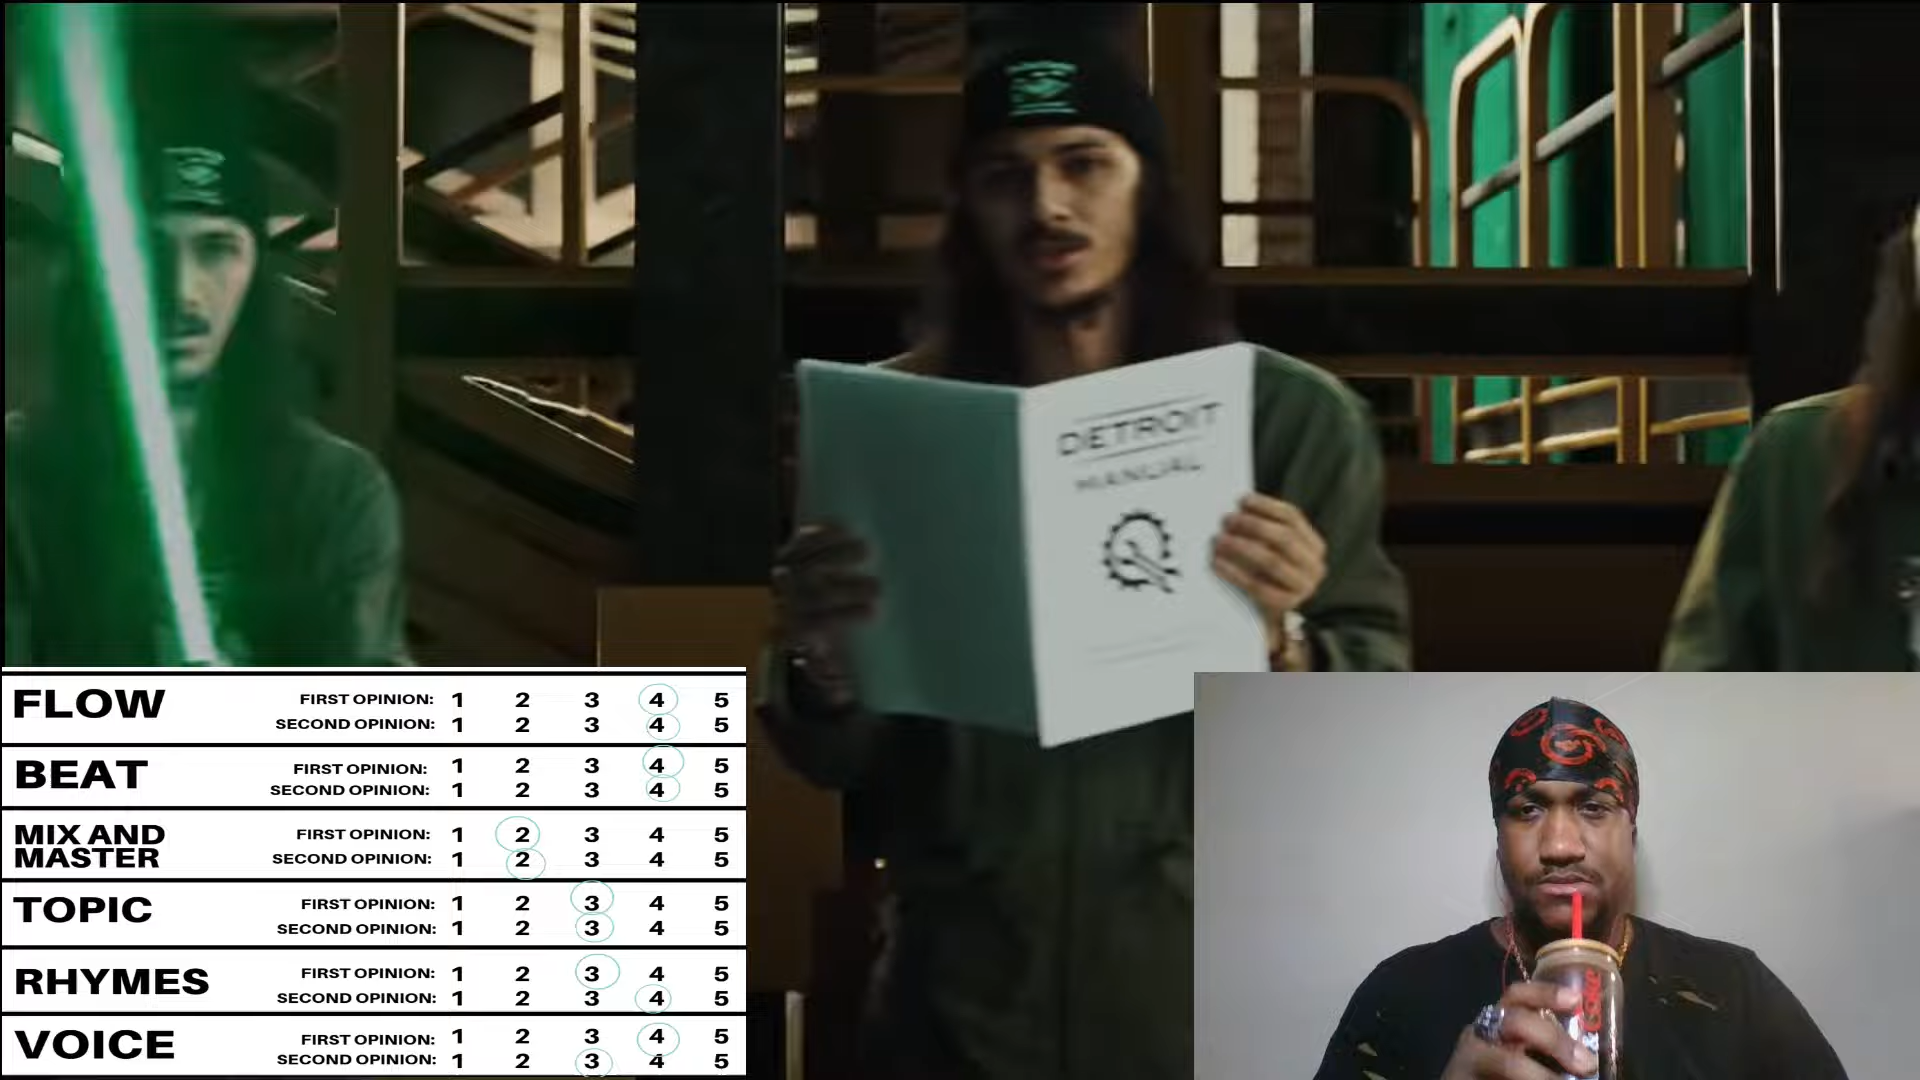 DETROIT
MANUAL
FLOW
FIRST OPINION: 1 2 3 4 5
SECOND OPINION: 1 2 3 4 5
BEAT
FIRST OPINION: 1 2 3 4 5
SECOND OPINION: 1 2 3 4 5
MIX AND
MASTER
FIRST OPINION: 1 2 3 4 5
SECOND OPINION: 1 2 3 4 5
TOPIC
FIRST OPINION: 1 2 3 4 5
SECOND OPINION: 1 2 3 4 5
RHYMES
FIRST OPINION: 1 2 3 4 5
SECOND OPINION: 1 2 3 4 5
VOICE
FIRST OPINION: 1 2 3 4 5
SECOND OPINION: 1 2 3 4 5
Coke